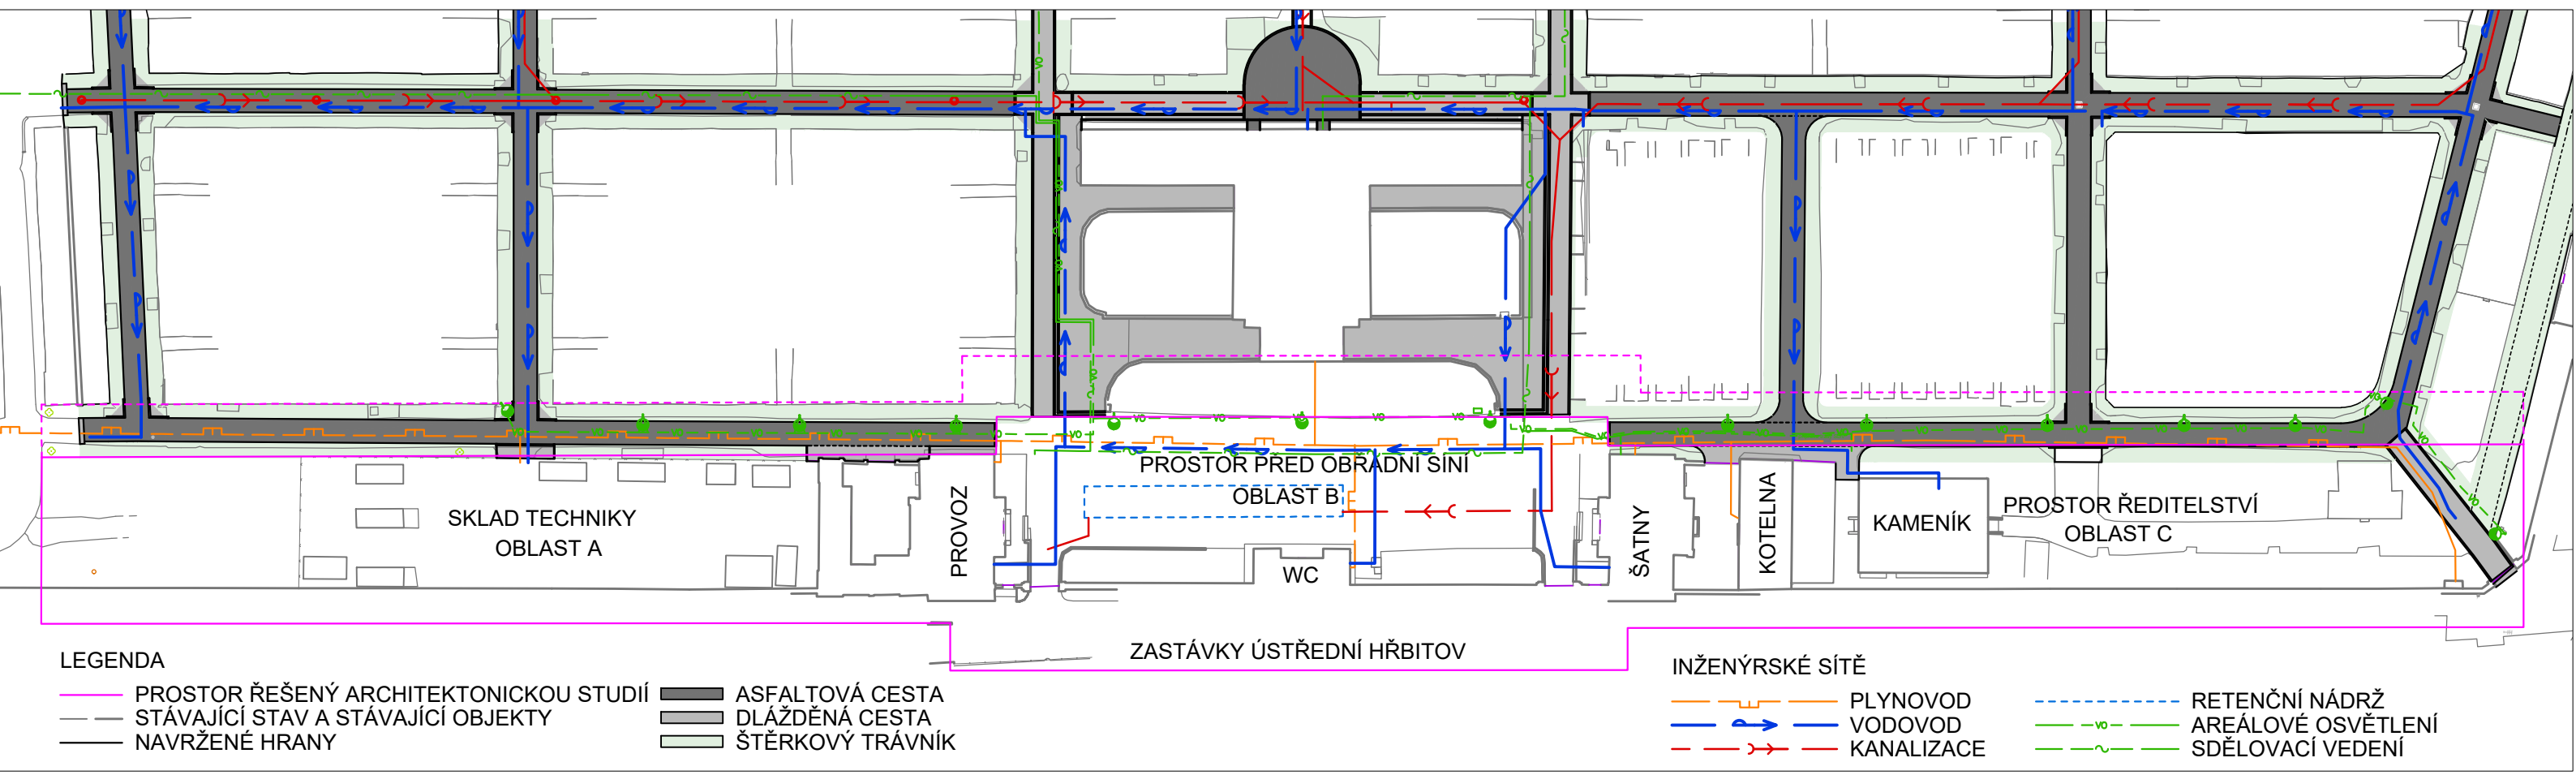 PROSTOR PŘED OBŘADNÍ SÍNÍ
OBLAST B
SKLAD TECHNIKY
OBLAST A
PROVOZ
WC
ŠATNY
KOTELNA
KAMENÍK
PROSTOR ŘEDITELSTVÍ
OBLAST C
ZASTÁVKY ÚSTŘEDNÍ HŘBITOV
LEGENDA
PROSTOR ŘEŠENÝ ARCHITEKTONICKOU STUDIÍ
STÁVAJÍCÍ STAV A STÁVAJÍCÍ OBJEKTY
NAVRŽENÉ HRANY
ASFALTOVÁ CESTA
DLÁŽDĚNÁ CESTA
ŠTĚRKOVÝ TRÁVNÍK
INŽENÝRSKÉ SÍTĚ
PLYNOVOD
VODOVOD
KANALIZACE
RETENČNÍ NÁDRŽ
VO AREÁLOVÉ OSVĚTLENÍ
SDĚLOVACÍ VEDENÍ